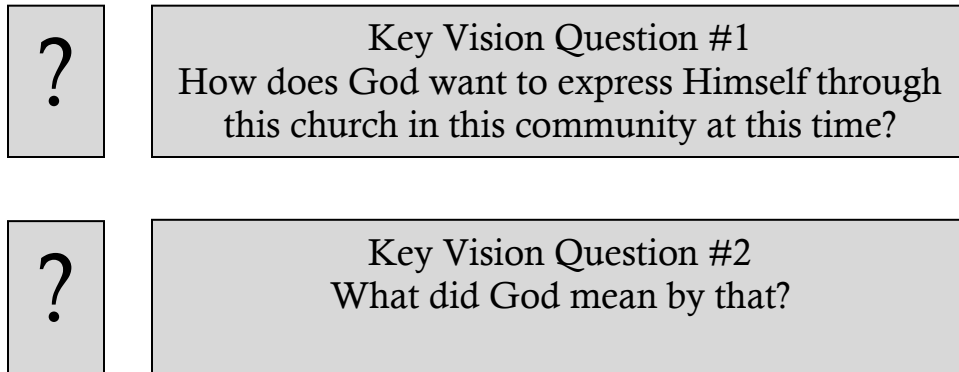 ?
Key Vision Question #1
How does God want to express Himself through
this church in this community at this time?
?
Key Vision Question #2
What did God mean by that?